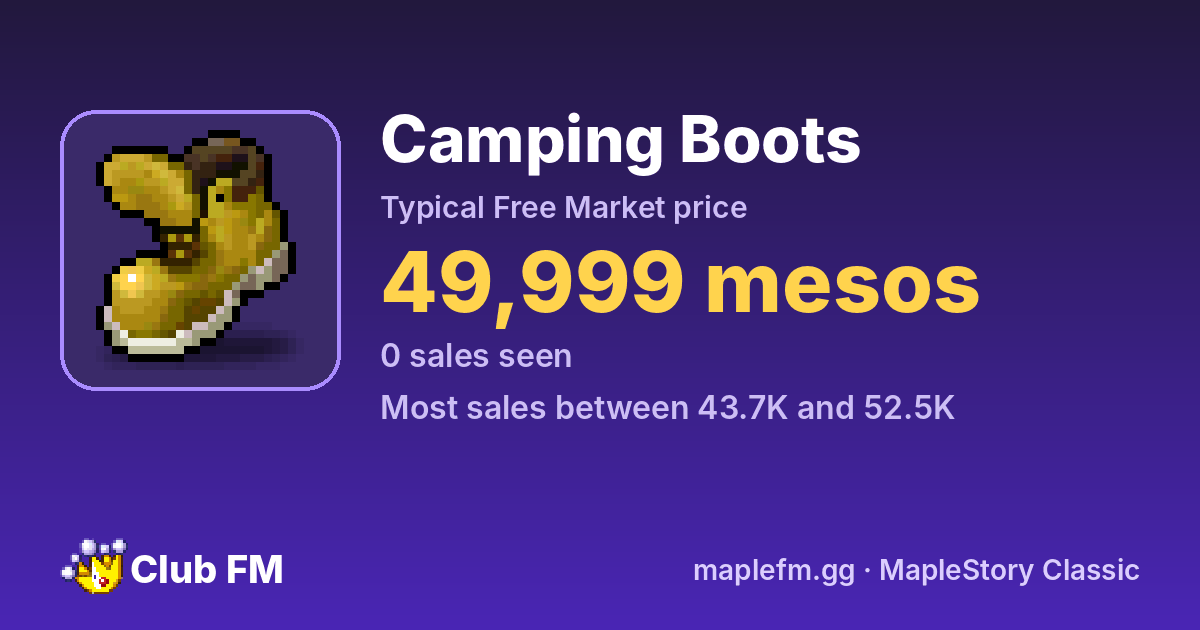 Camping Boots
Typical Free Market price
49,999 mesos
0 sales seen
Most sales between 43.7K and 52.5K
Club FM
maplefm.gg · MapleStory Classic